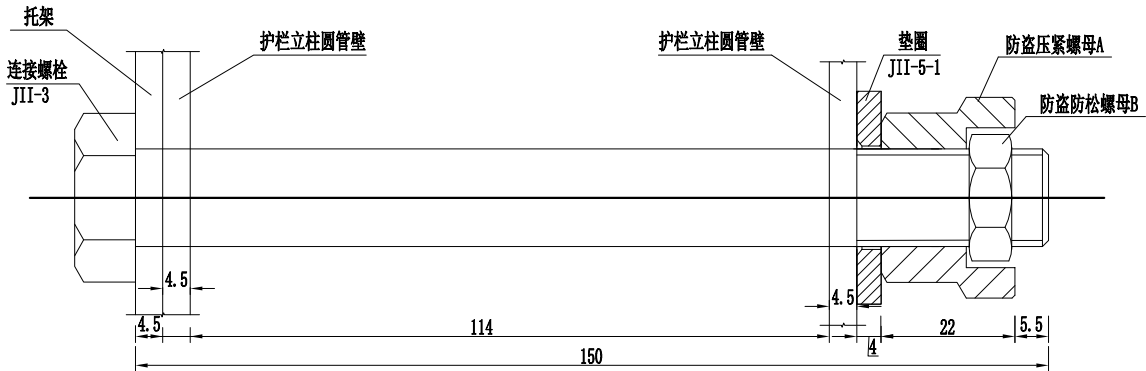 托架
护栏立柱圆管壁
护栏立柱圆管壁
垫圈
JII-5-1
防盗压紧螺母A
连接螺栓
JII-3
防盗防松螺母B
4.5
4.5
4.5
114
4
22
5.5
150